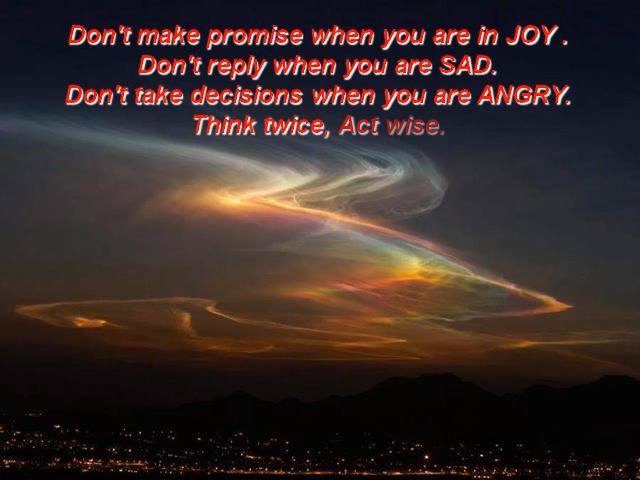 Don't make promise when you are in JOY .
Don't reply when you are SAD.
Don't take decisions when you are ANGRY.
Think twice, Act wise.